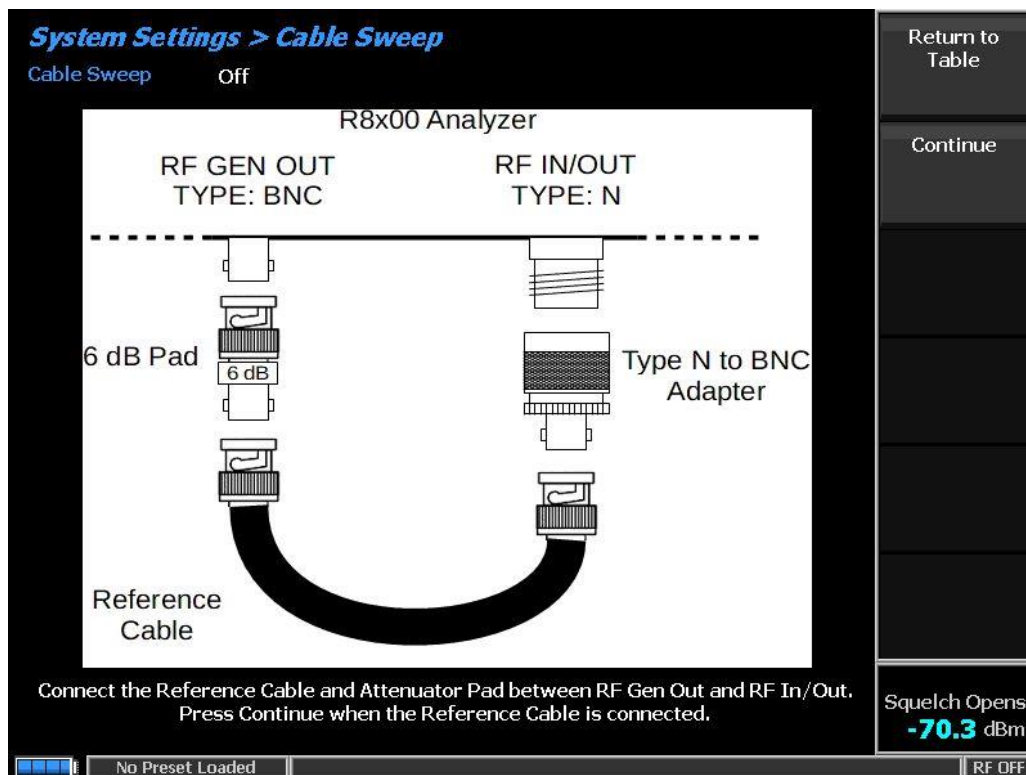 System Settings > Cable Sweep
Cable Sweep Off
R8x00 Analyzer
RF GEN OUT
TYPE: BNC
RF IN/OUT
TYPE: N
6 dB Pad
6 dB
Type N to BNC
Adapter
Reference
Cable
Connect the Reference Cable and Attenuator Pad between RF Gen Out and RF In/Out.
Press Continue when the Reference Cable is connected.
Return to
Table
Continue
Squelch Opens
-70.3 dBm
No Preset Loaded
RF OFF